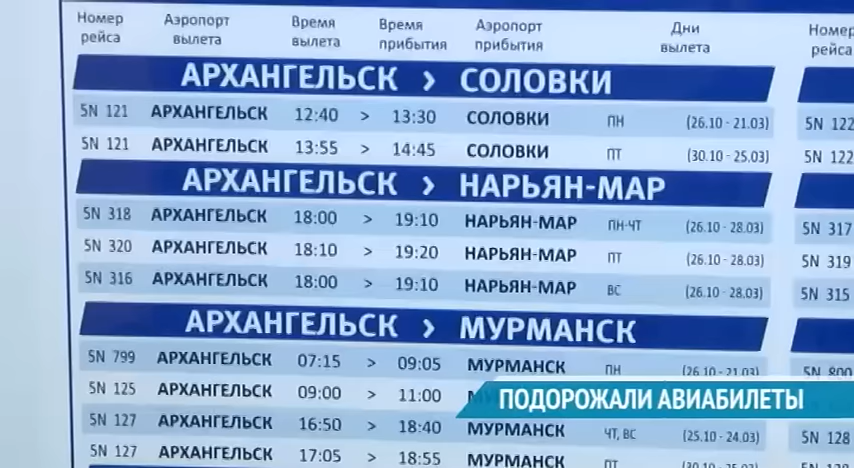 Номер рейса Аэропорт вылета Время вылета Время прибытия Аэропорт прибытия Дни вылета Номер рейса
АРХАНГЕЛЬСК › СОЛОВКИ
5N 121 АРХАНГЕЛЬСК 12:40 > 13:30 СОЛОВКИ ПН (26.10 - 21.03) 5N 122
5N 121 АРХАНГЕЛЬСК 13:55 > 14:45 СОЛОВКИ ПТ (30.10 - 25.03) 5N 122
АРХАНГЕЛЬСК › НАРЬЯН-МАР
5N 318 АРХАНГЕЛЬСК 18:00 > 19:10 НАРЬЯН-МАР ПН-ЧТ (26.10 - 28.03) 5N 317
5N 320 АРХАНГЕЛЬСК 18:10 > 19:20 НАРЬЯН-МАР ПТ (26.10 - 28.03) 5N 319
5N 316 АРХАНГЕЛЬСК 18:00 > 19:10 НАРЬЯН-МАР ВС (26.10 - 28.03) 5N 315
АРХАНГЕЛЬСК › МУРМАНСК
5N 799 АРХАНГЕЛЬСК 07:15 > 09:05 МУРМАНСК ПН (26.10 - 21.03) 5N 800
5N 125 АРХАНГЕЛЬСК 09:00 > 11:00
ПОДОРОЖАЛИ АВИАБИЛЕТЫ
5N 127 АРХАНГЕЛЬСК 16:50 > 18:40 МУРМАНСК ЧТ, ВС (25.10 - 24.03) 5N 128
5N 127 АРХАНГЕЛЬСК 17:05 > 18:55 МУРМАНСК ПТ